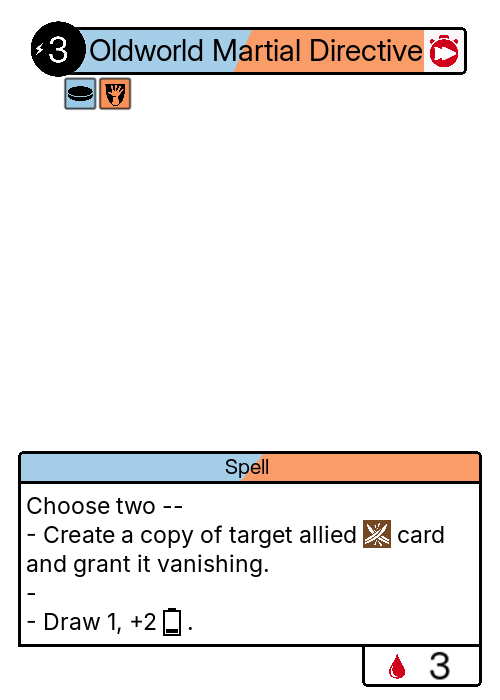 3 Oldworld Martial Directive
Spell
Choose two --
- Create a copy of target allied card
and grant it vanishing.
-
- Draw 1, +2 .
3